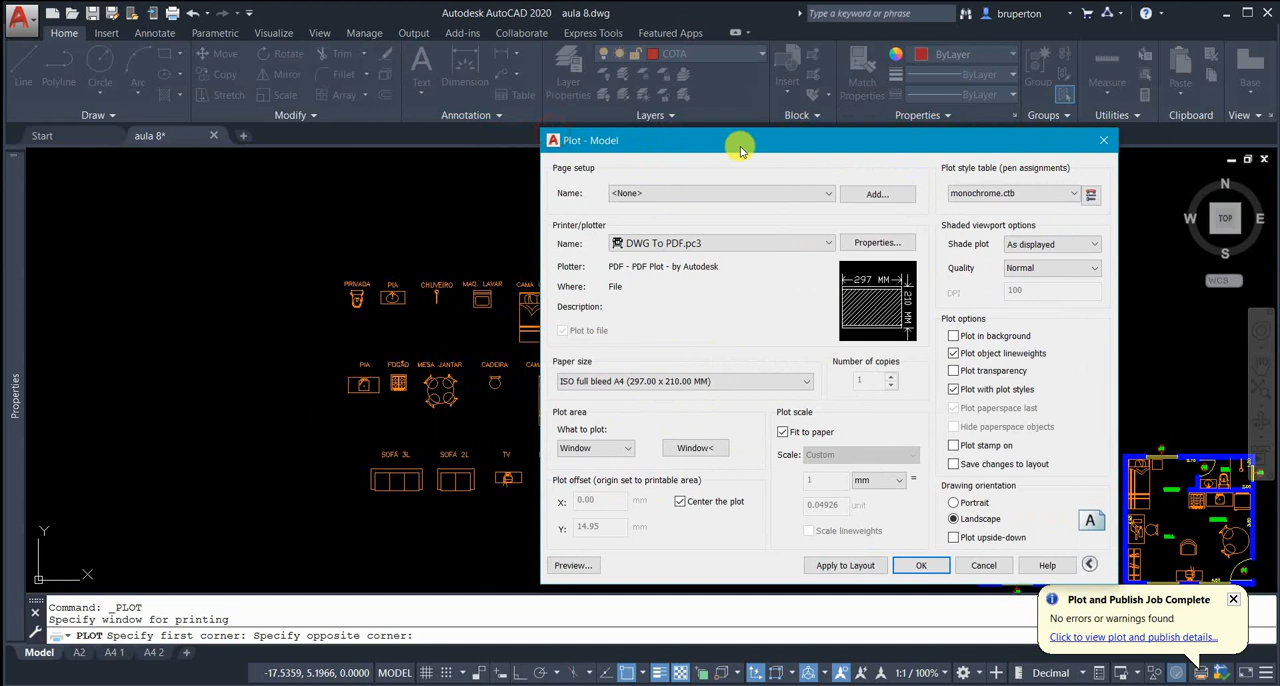 Autodesk AutoCAD 2020 aula 8.dwg
Type a keyword or phrase
bruperton
Home Insert Annotate Parametric Visualize View Manage Output Add-ins Collaborate Express Tools Featured Apps
Line Polyline Circle Arc
Move Rotate Trim
Copy Mirror Fillet
Stretch Scale Array
Text Dimension
Table
Layer Properties
COTA
Insert
Match Properties
ByLayer
ByLayer
ByLayer
Group
Measure
Paste
Base
Draw Modify Annotation Layers Block Properties Groups Utilities Clipboard View
Start aula 8*
Plot - Model
Page setup
Name: <None> Add...
Printer/plotter
Name: DWG To PDF.pc3 Properties...
Plotter: PDF - PDF Plot - by Autodesk
Where: File
Description:
Plot to file
297 MM
210 MM
Paper size
ISO full bleed A4 (297.00 x 210.00 MM)
Number of copies
1
Plot area
What to plot:
Window Window<
Plot offset (origin set to printable area)
X: 0.00 mm
Y: 14.95 mm
Center the plot
Plot scale
Fit to paper
Scale: Custom
1 mm =
0.04926 unit
Scale lineweights
Plot style table (pen assignments)
monochrome.ctb
Shaded viewport options
Shade plot As displayed
Quality Normal
DPI 100
Plot options
Plot in background
Plot object lineweights
Plot transparency
Plot with plot styles
Plot paperspace last
Hide paperspace objects
Plot stamp on
Save changes to layout
Drawing orientation
Portrait
Landscape
Plot upside-down
A
Preview... Apply to Layout OK Cancel Help
N
W TOP E
S
WCS
Properties
PRIVADA PIA CHUVEIRO MAQ. LAVAR CAMA
PIA FOGÃO MESA JANTAR CADEIRA
SOFÁ 3L SOFÁ 2L TV
Y
X
Command: _PLOT
Specify window for printing
PLOT Specify first corner: Specify opposite corner:
Plot and Publish Job Complete
No errors or warnings found
Click to view plot and publish details...
Model A2 A4 1 A4 2
-17.5359, 5.1966, 0.0000 MODEL 1:1 / 100% Decimal